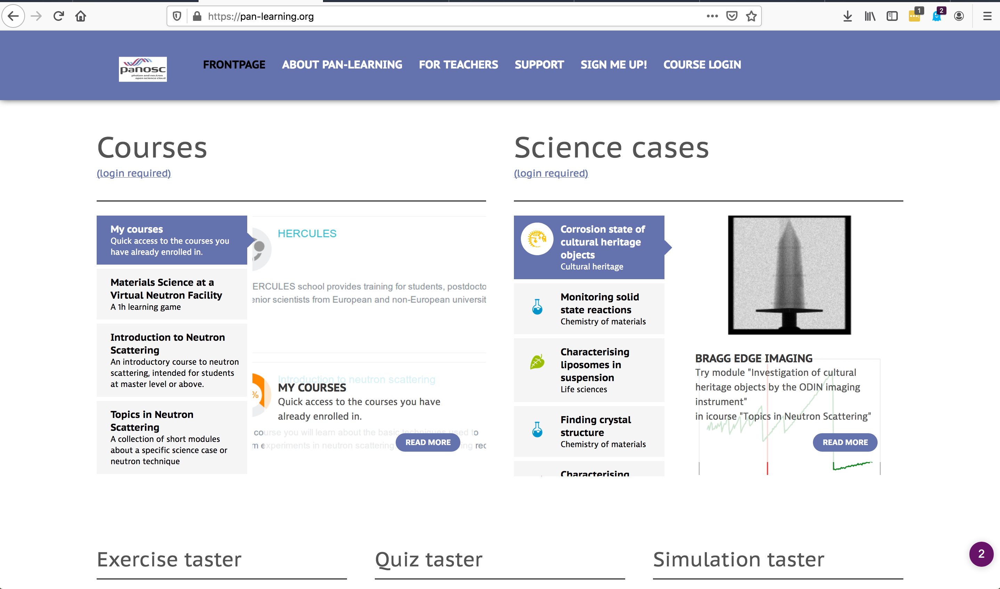 https://pan-learning.org
1
2
panosc
photon and neutron
open science cloud
FRONTPAGE
ABOUT PAN-LEARNING
FOR TEACHERS
SUPPORT
SIGN ME UP!
COURSE LOGIN
Courses
(login required)
My courses
Quick access to the courses you
have already enrolled in.
Materials Science at a
Virtual Neutron Facility
A 1h learning game
Introduction to Neutron
Scattering
An introductory course to neutron
scattering, intended for students
at master level or above.
Topics in Neutron
Scattering
A collection of short modules
about a specific science case or
neutron technique
HERCULES
ERCULES school provides training for students, postdocto
enior scientists from European and non-European universit
%
Introduction to neutron scattering
MY COURSES
Quick access to the courses you have
already enrolled in.
course you will learn about the basic techniques used to
m experiments in neutron scattering.
ing rec
READ MORE
Science cases
(login required)
Corrosion state of
cultural heritage
objects
Cultural heritage
Monitoring solid
state reactions
Chemistry of materials
Characterising
liposomes in
suspension
Life sciences
Finding crystal
structure
Chemistry of materials
Characterising
BRAGG EDGE IMAGING
Try module "Investigation of cultural
heritage objects by the ODIN imaging
instrument"
in icourse "Topics in Neutron Scattering"
READ MORE
Exercise taster
Quiz taster
Simulation taster
2